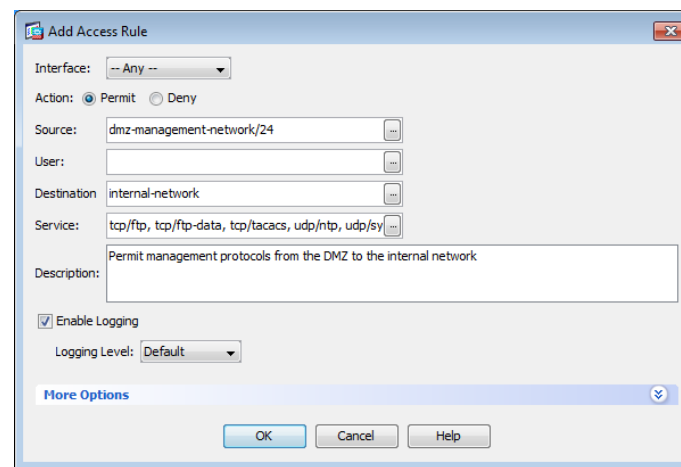 Add Access Rule
Interface: -- Any --
Action: Permit Deny
Source: dmz-management-network/24 ...
User: ...
Destination internal-network ...
Service: tcp/ftp, tcp/ftp-data, tcp/tacacs, udp/ntp, udp/sy ...
Permit management protocols from the DMZ to the internal network
Description:
Enable Logging
Logging Level: Default
More Options
OK Cancel Help